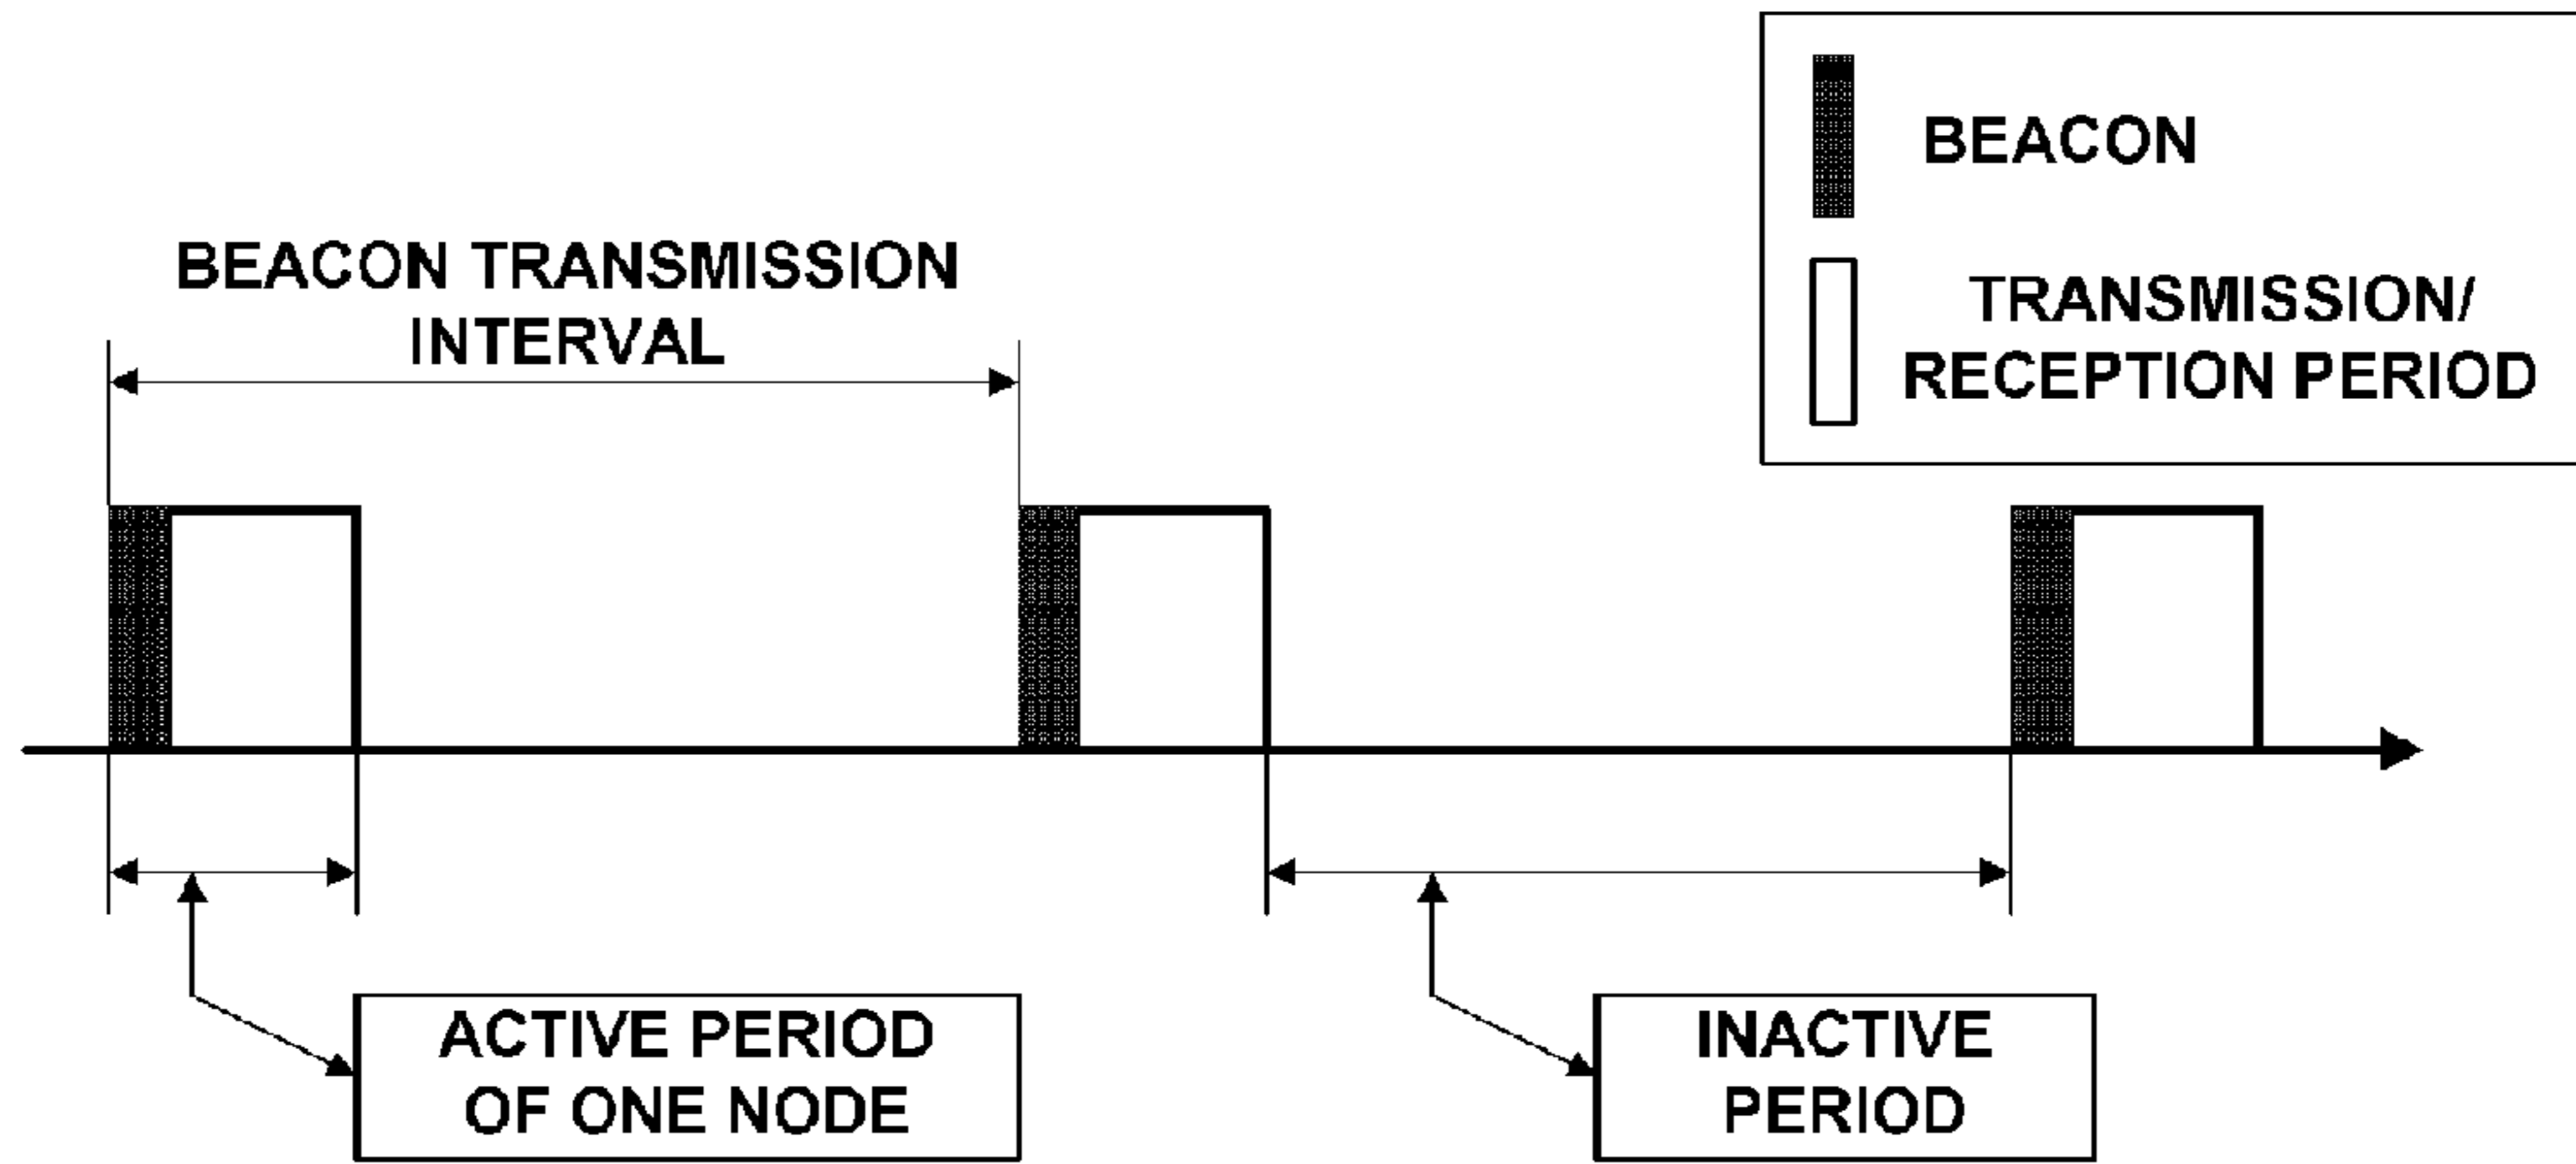 BEACON
TRANSMISSION/
RECEPTION PERIOD
BEACON TRANSMISSION
INTERVAL
ACTIVE PERIOD
OF ONE NODE
INACTIVE
PERIOD